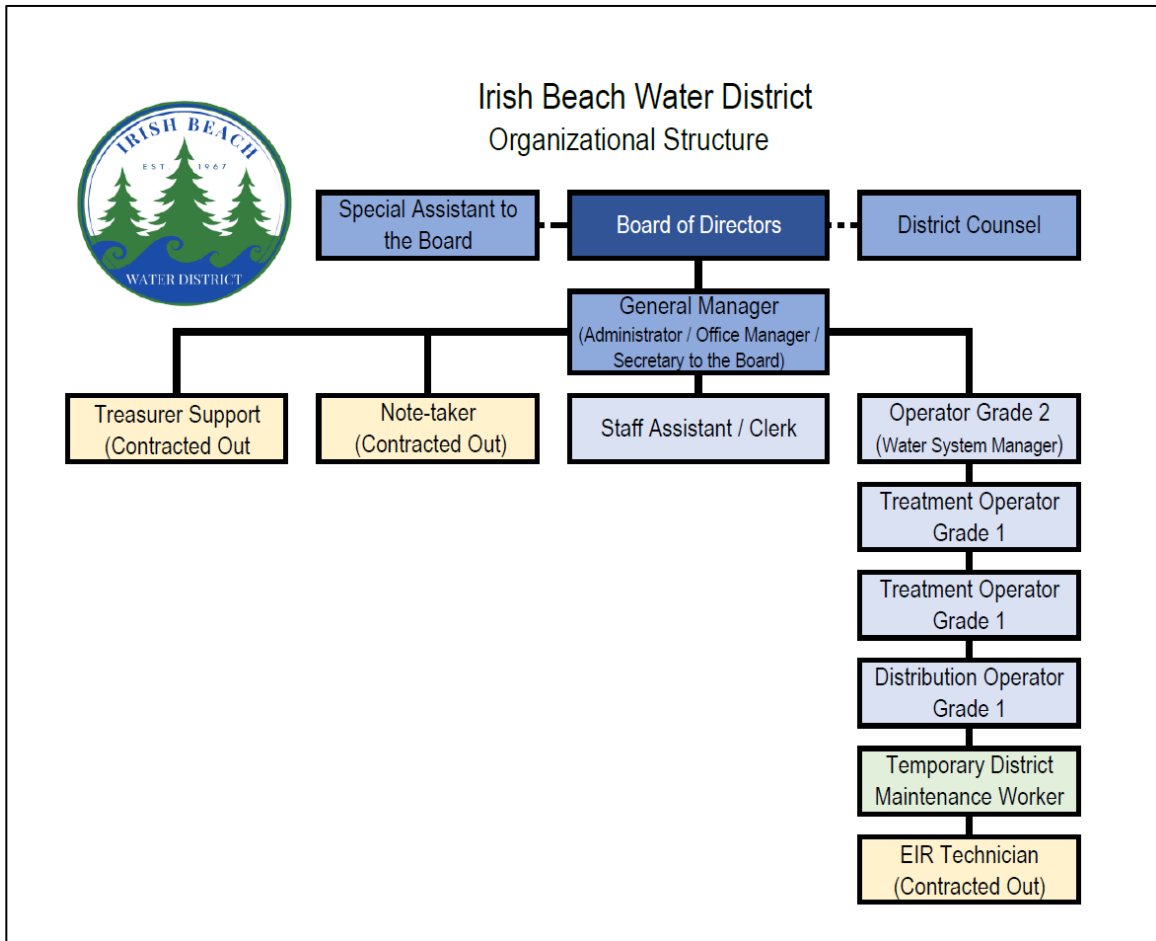 Irish Beach Water District
Organizational Structure
IRISH BEACH
EST 1967
WATER DISTRICT
Special Assistant to
the Board
Board of Directors
District Counsel
General Manager
(Administrator / Office Manager /
Secretary to the Board)
Treasurer Support
(Contracted Out
Note-taker
(Contracted Out)
Staff Assistant / Clerk
Operator Grade 2
(Water System Manager)
Treatment Operator
Grade 1
Treatment Operator
Grade 1
Distribution Operator
Grade 1
Temporary District
Maintenance Worker
EIR Technician
(Contracted Out)